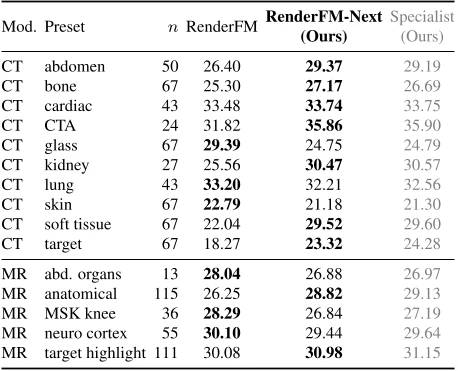 Mod. Preset n RenderFM RenderFM-Next (Ours) Specialist (Ours)
CT abdomen 50 26.40 29.37 29.19
CT bone 67 25.30 27.17 26.69
CT cardiac 43 33.48 33.74 33.75
CT CTA 24 31.82 35.86 35.90
CT glass 67 29.39 24.75 24.79
CT kidney 27 25.56 30.47 30.57
CT lung 43 33.20 32.21 32.56
CT skin 67 22.79 21.18 21.30
CT soft tissue 67 22.04 29.52 29.60
CT target 67 18.27 23.32 24.28
MR abd. organs 13 28.04 26.88 26.97
MR anatomical 115 26.25 28.82 29.13
MR MSK knee 36 28.29 26.84 27.19
MR neuro cortex 55 30.10 29.44 29.64
MR target highlight 111 30.08 30.98 31.15